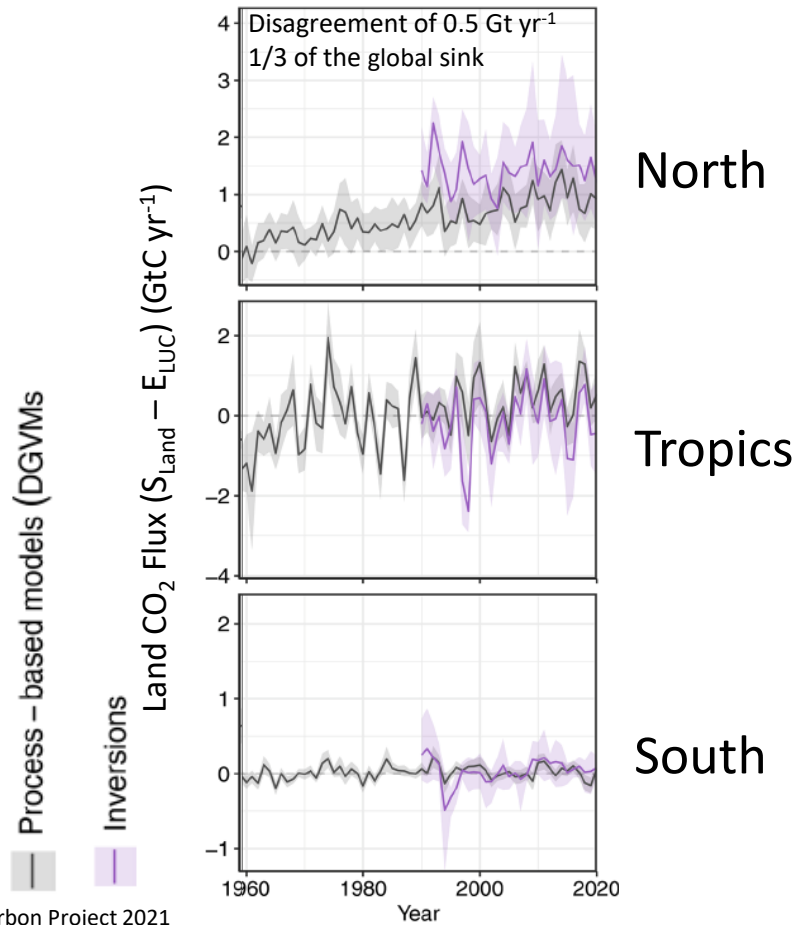 Disagreement of 0.5 Gt yr⁻¹
1/3 of the global sink
4
3
2
1
0
North
2
0
−2
−4
Tropics
2
1
0
−1
South
1960
1980
2000
2020
Year
Land CO₂ Flux (S_Land – E_LUC) (GtC yr⁻¹)
Process – based models (DGVMs
Inversions
rbon Project 2021